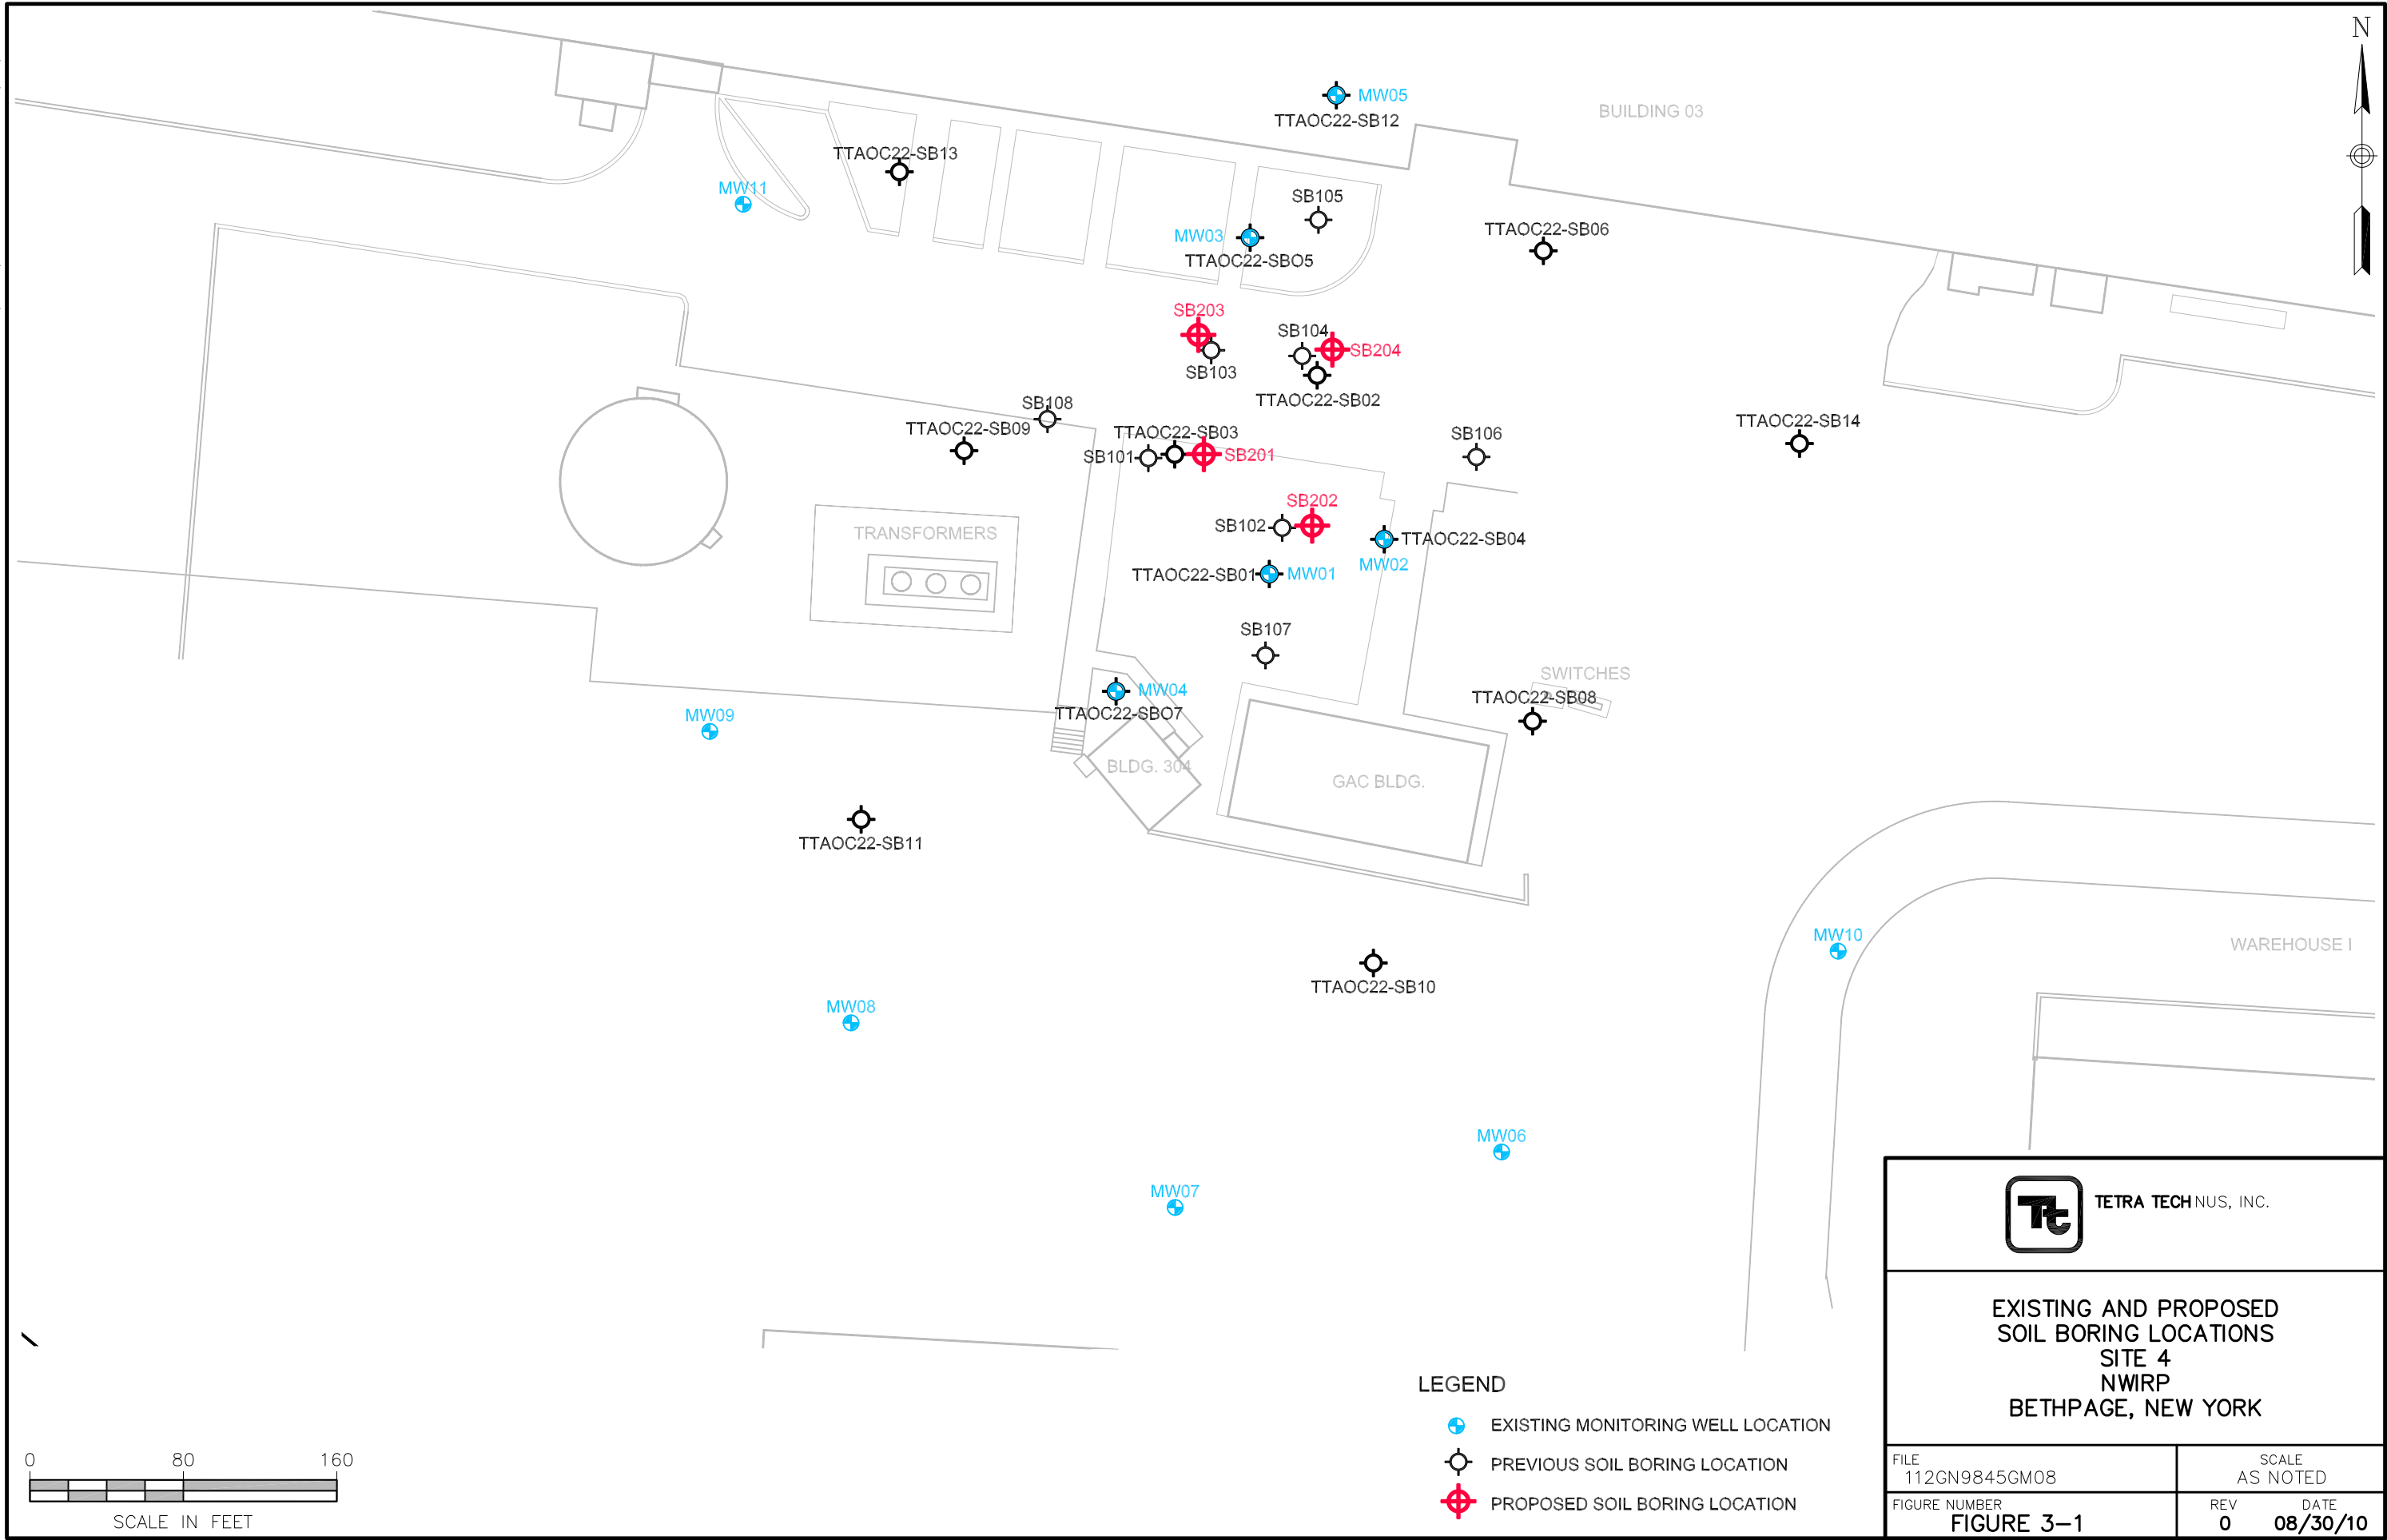 N
MW05
TTAOC22-SB12
BUILDING 03
TTAOC22-SB13
MW11
SB105
MW03
TTAOC22-SBO5
TTAOC22-SB06
SB203
SB103
SB104
SB204
TTAOC22-SB02
SB108
TTAOC22-SB09
TTAOC22-SB03
SB101
SB201
SB106
TTAOC22-SB14
SB202
SB102
TRANSFORMERS
TTAOC22-SB04
MW02
TTAOC22-SB01
MW01
SB107
SWITCHES
MW04
TTAOC22-SBO7
TTAOC22-SB08
MW09
BLDG. 304
GAC BLDG.
TTAOC22-SB11
MW10
WAREHOUSE I
TTAOC22-SB10
MW08
MW06
MW07
LEGEND
EXISTING MONITORING WELL LOCATION
PREVIOUS SOIL BORING LOCATION
PROPOSED SOIL BORING LOCATION
0 80 160
SCALE IN FEET
Tt
TETRA TECH NUS, INC.
EXISTING AND PROPOSED
SOIL BORING LOCATIONS
SITE 4
NWIRP
BETHPAGE, NEW YORK
FILE
112GN9845GM08
SCALE
AS NOTED
FIGURE NUMBER
FIGURE 3-1
REV
0
DATE
08/30/10